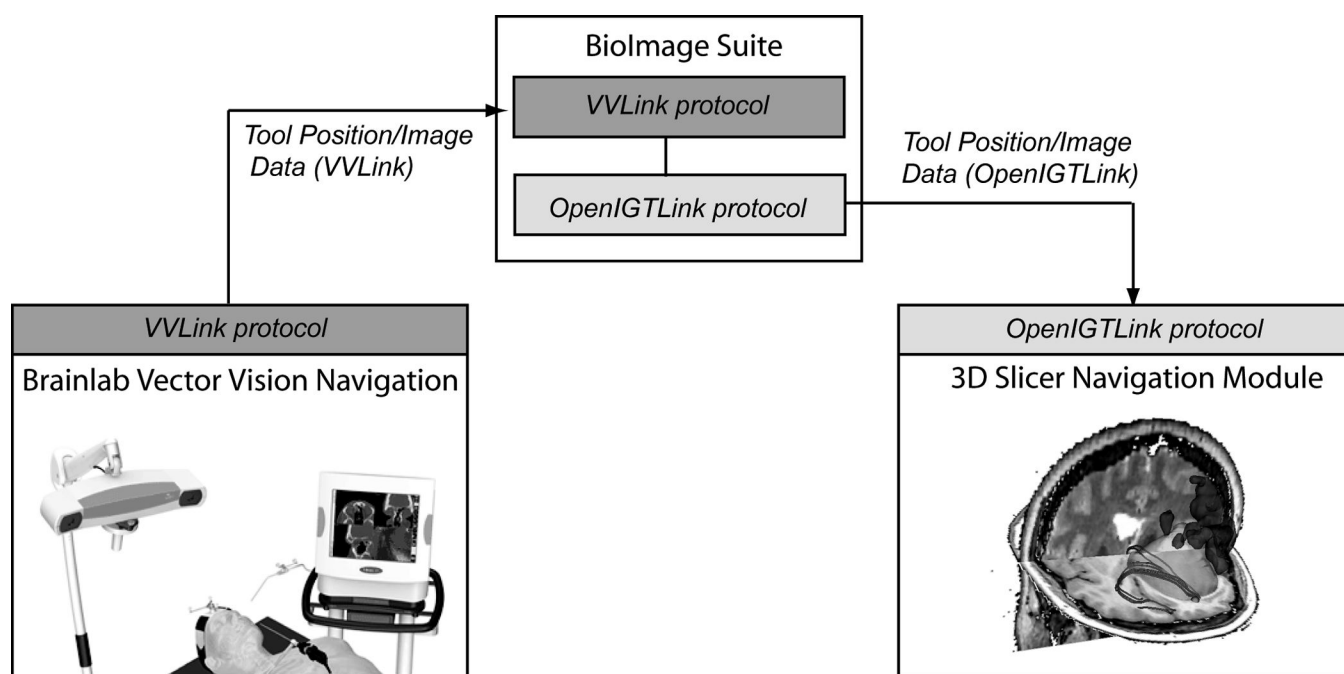 BioImage Suite
VVLink protocol
OpenIGTLink protocol
Tool Position/Image
Data (VVLink)
Tool Position/Image
Data (OpenIGTLink)
VVLink protocol
Brainlab Vector Vision Navigation
OpenIGTLink protocol
3D Slicer Navigation Module